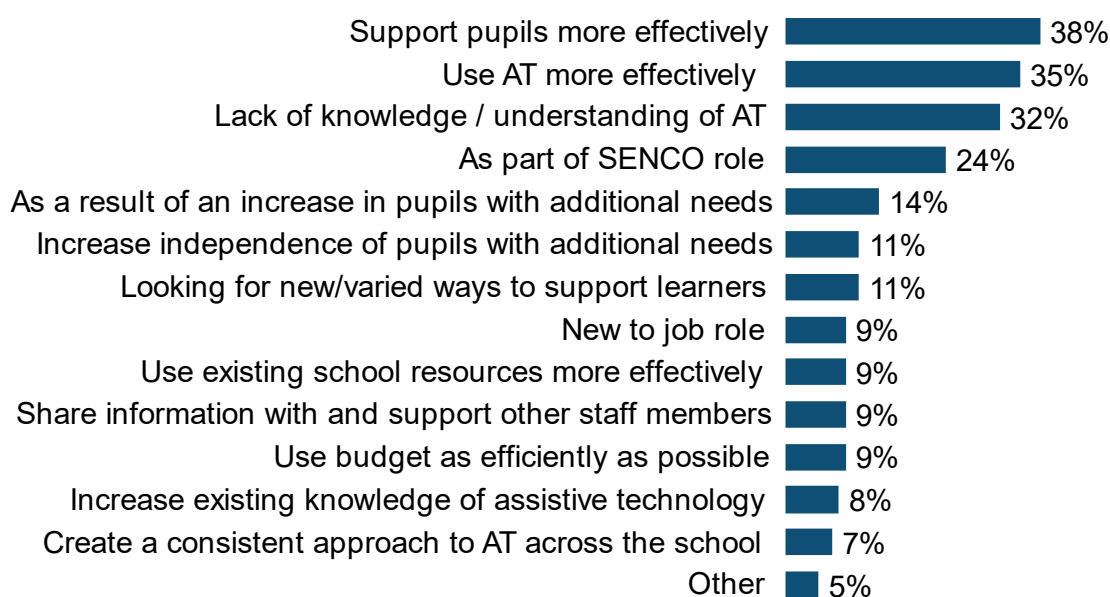 Support pupils more effectively 38%
Use AT more effectively 35%
Lack of knowledge / understanding of AT 32%
As part of SENCO role 24%
As a result of an increase in pupils with additional needs 14%
Increase independence of pupils with additional needs 11%
Looking for new/varied ways to support learners 11%
New to job role 9%
Use existing school resources more effectively 9%
Share information with and support other staff members 9%
Use budget as efficiently as possible 9%
Increase existing knowledge of assistive technology 8%
Create a consistent approach to AT across the school 7%
Other 5%